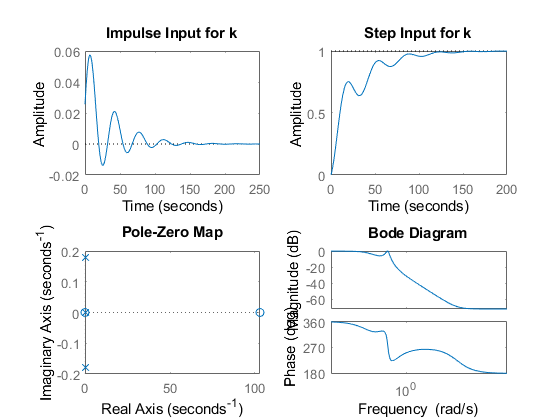 Impulse Input for k
Step Input for k
0.06
0.04
0.02
0
-0.02
Amplitude
0 50 100 150 200 250
Time (seconds)
1
0.5
0
Amplitude
0 50 100 150 200
Time (seconds)
Pole-Zero Map
Bode Diagram
0.2
0.1
0
-0.1
-0.2
Imaginary Axis (seconds⁻¹)
0 50 100
Real Axis (seconds⁻¹)
0
-20
-40
-60
Magnitude (dB)
360
270
180
Phase (deg)
10⁰
Frequency (rad/s)